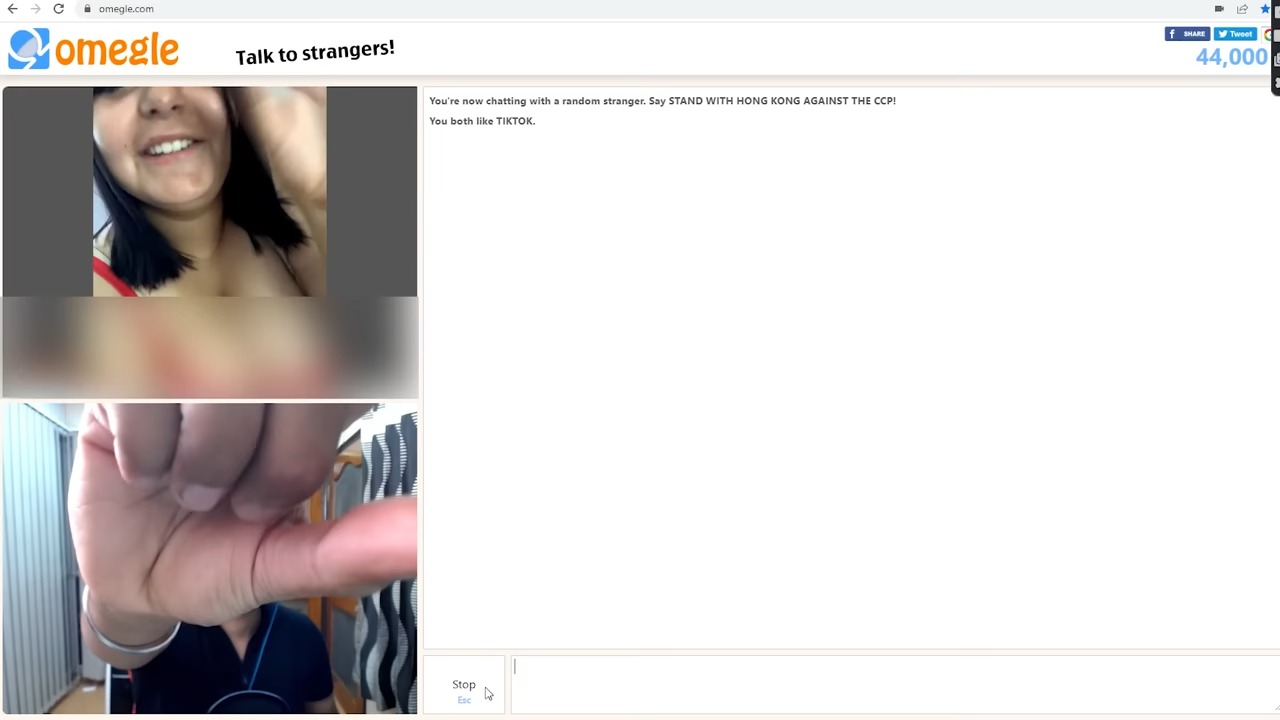 omegle.com
omegle
Talk to strangers!
SHARE
Tweet
44,000
You're now chatting with a random stranger. Say STAND WITH HONG KONG AGAINST THE CCP!
You both like TIKTOK.
Stop
Esc